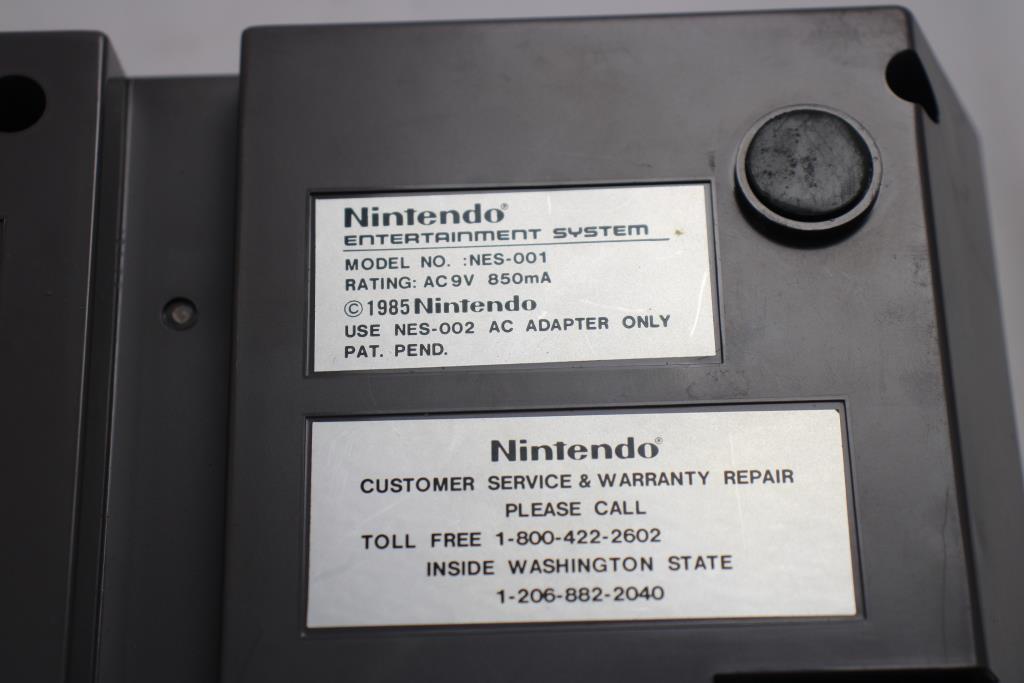 Nintendo®
ENTERTAINMENT SYSTEM
MODEL NO. :NES-001
RATING: AC 9V 850mA
©1985 Nintendo
USE NES-002 AC ADAPTER ONLY
PAT. PEND.
Nintendo®
CUSTOMER SERVICE & WARRANTY REPAIR
PLEASE CALL
TOLL FREE 1-800-422-2602
INSIDE WASHINGTON STATE
1-206-882-2040